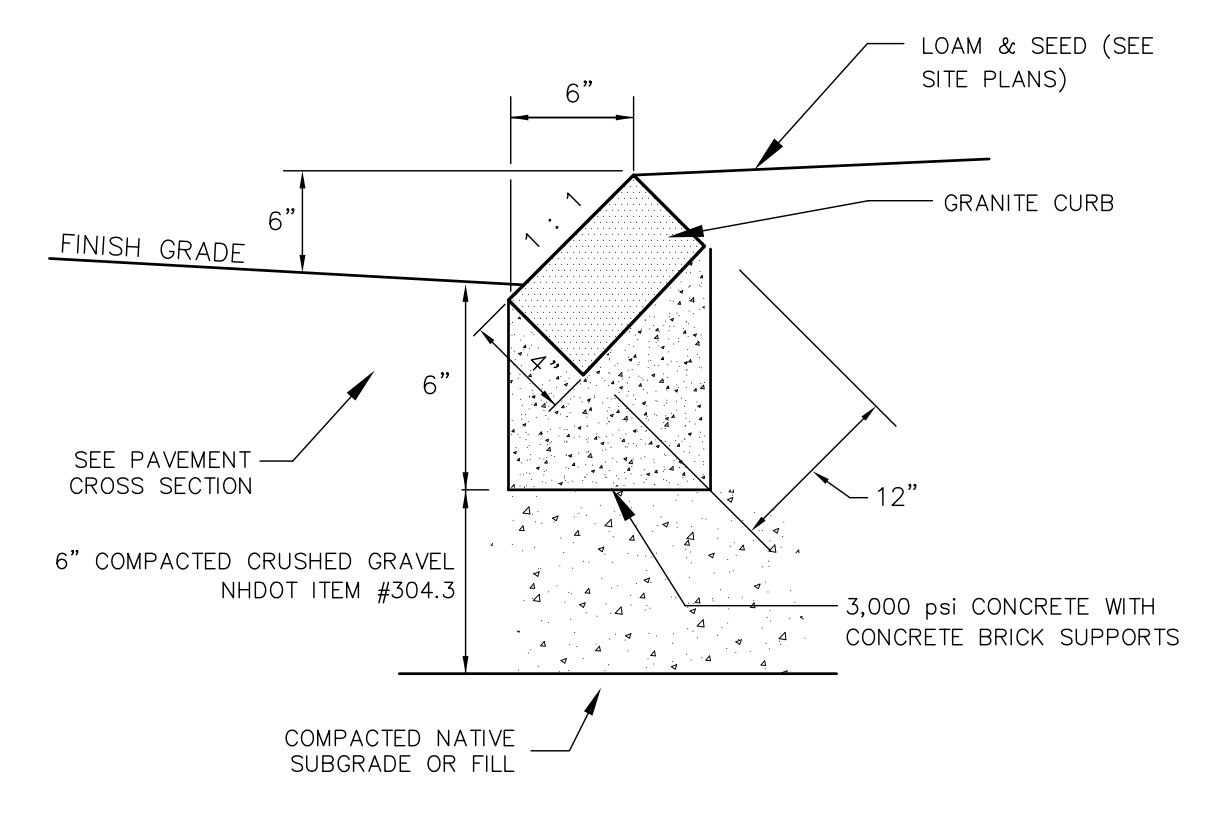 LOAM & SEED (SEE
SITE PLANS)
6”
GRANITE CURB
1 : 1
6”
FINISH GRADE
4”
6”
SEE PAVEMENT
CROSS SECTION
12”
6” COMPACTED CRUSHED GRAVEL
NHDOT ITEM #304.3
3,000 psi CONCRETE WITH
CONCRETE BRICK SUPPORTS
COMPACTED NATIVE
SUBGRADE OR FILL